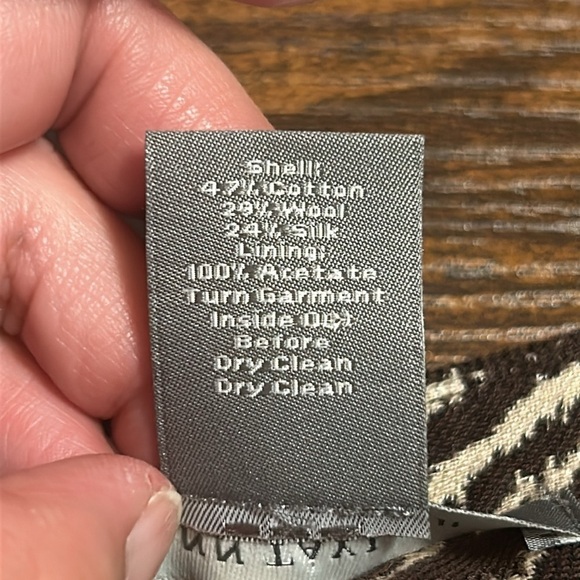 Shell:
47% Cotton
29% Wool
24% Silk
Lining:
100% Acetate
Turn Garment
Inside Out
Before
Dry Clean
Dry Clean